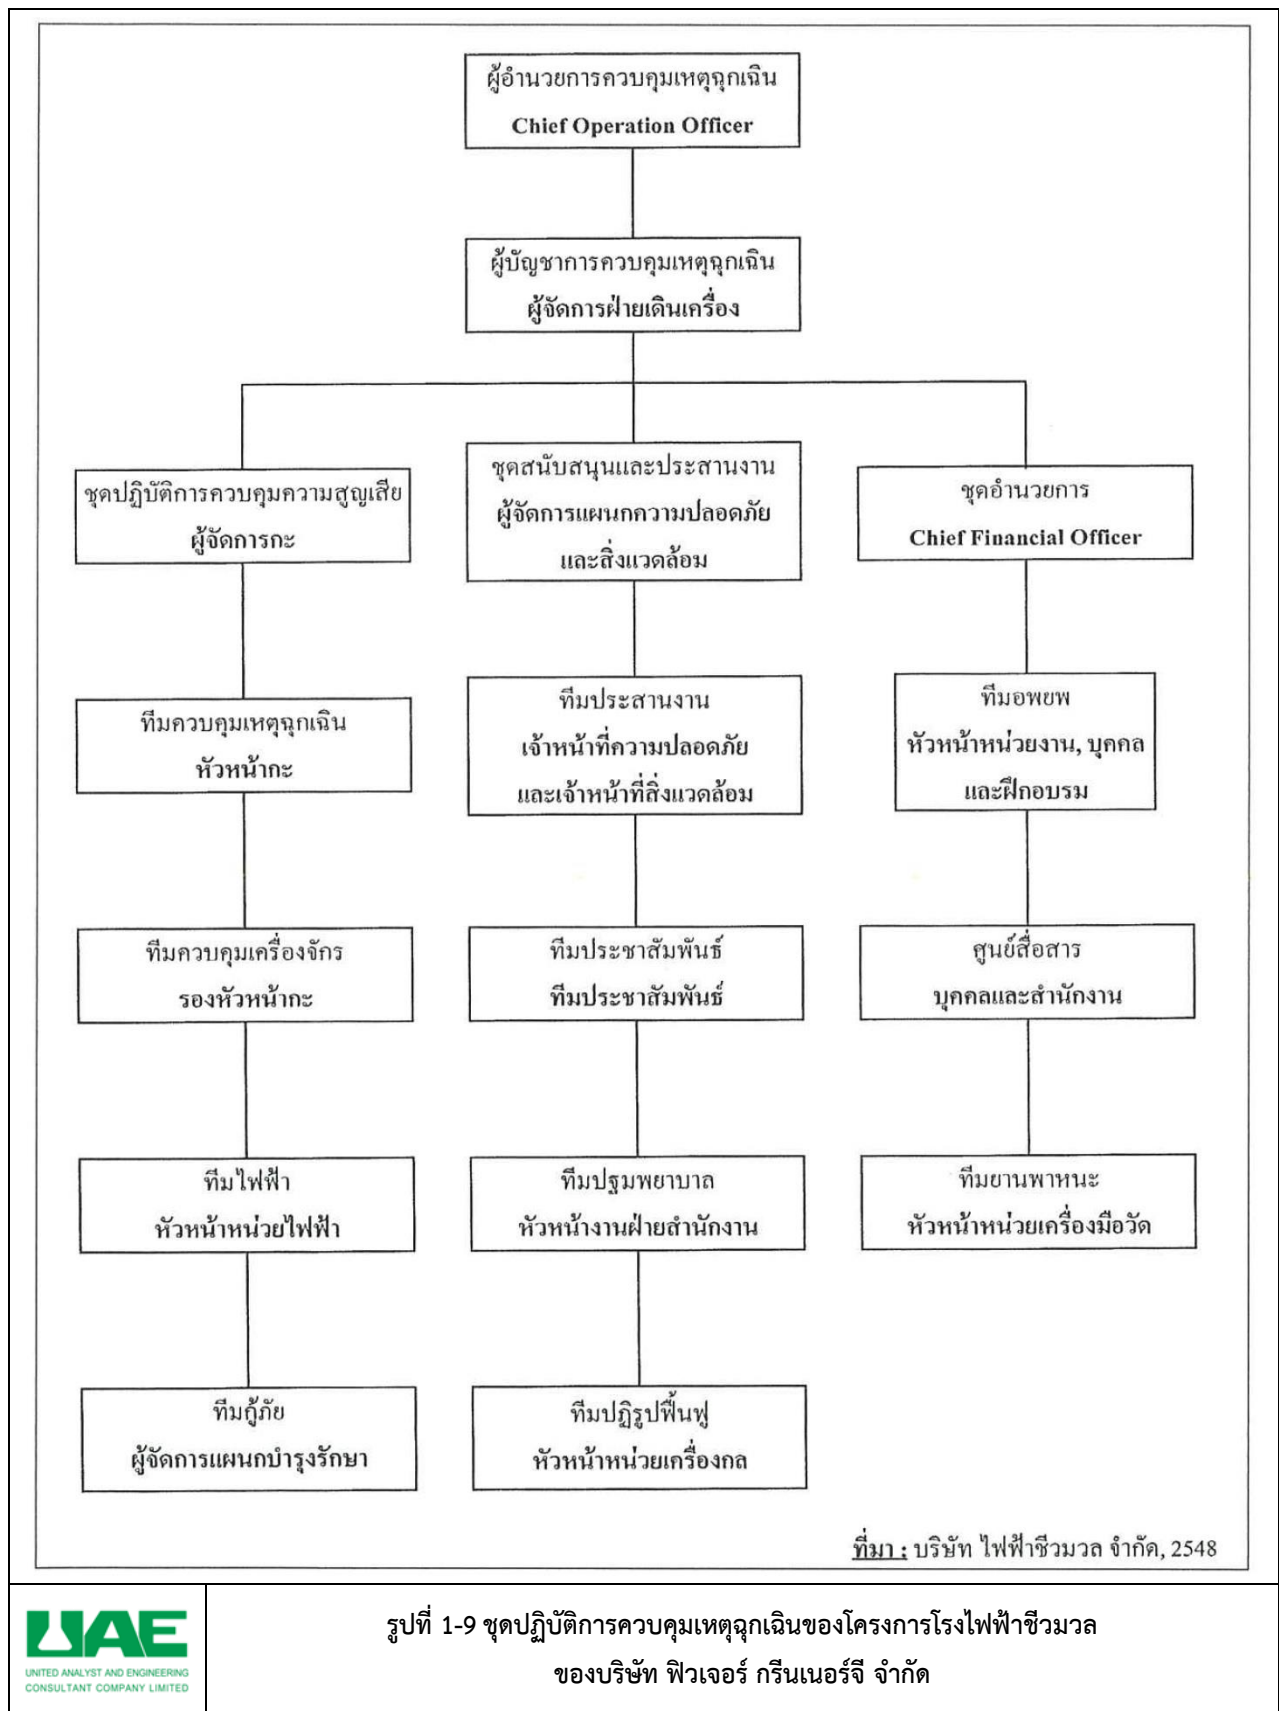 ผู้อำนวยการควบคุมเหตุฉุกเฉิน
Chief Operation Officer
ผู้บัญชาการควบคุมเหตุฉุกเฉิน
ผู้จัดการฝ่ายเดินเครื่อง
ชุดปฏิบัติการควบคุมความสูญเสีย
ผู้จัดการกะ
ชุดสนับสนุนและประสานงาน
ผู้จัดการแผนกความปลอดภัย
และสิ่งแวดล้อม
ชุดอำนวยการ
Chief Financial Officer
ทีมควบคุมเหตุฉุกเฉิน
หัวหน้ากะ
ทีมประสานงาน
เจ้าหน้าที่ความปลอดภัย
และเจ้าหน้าที่สิ่งแวดล้อม
ทีมอพยพ
หัวหน้าหน่วยงาน, บุคคล
และฝึกอบรม
ทีมควบคุมเครื่องจักร
รองหัวหน้ากะ
ทีมประชาสัมพันธ์
ทีมประชาสัมพันธ์
ศูนย์สื่อสาร
บุคคลและสำนักงาน
ทีมไฟฟ้า
หัวหน้าหน่วยไฟฟ้า
ทีมปฐมพยาบาล
หัวหน้างานฝ่ายสำนักงาน
ทีมยานพาหนะ
หัวหน้าหน่วยเครื่องมือวัด
ทีมกู้ภัย
ผู้จัดการแผนกบำรุงรักษา
ทีมปฏิรูปฟื้นฟู
หัวหน้าหน่วยเครื่องกล
ที่มา : บริษัท ไฟฟ้าชีวมวล จำกัด, 2548
UAE
UNITED ANALYST AND ENGINEERING
CONSULTANT COMPANY LIMITED
รูปที่ 1-9 ชุดปฏิบัติการควบคุมเหตุฉุกเฉินของโครงการโรงไฟฟ้าชีวมวล
ของบริษัท ฟิวเจอร์ กรีนเนอร์จี จำกัด